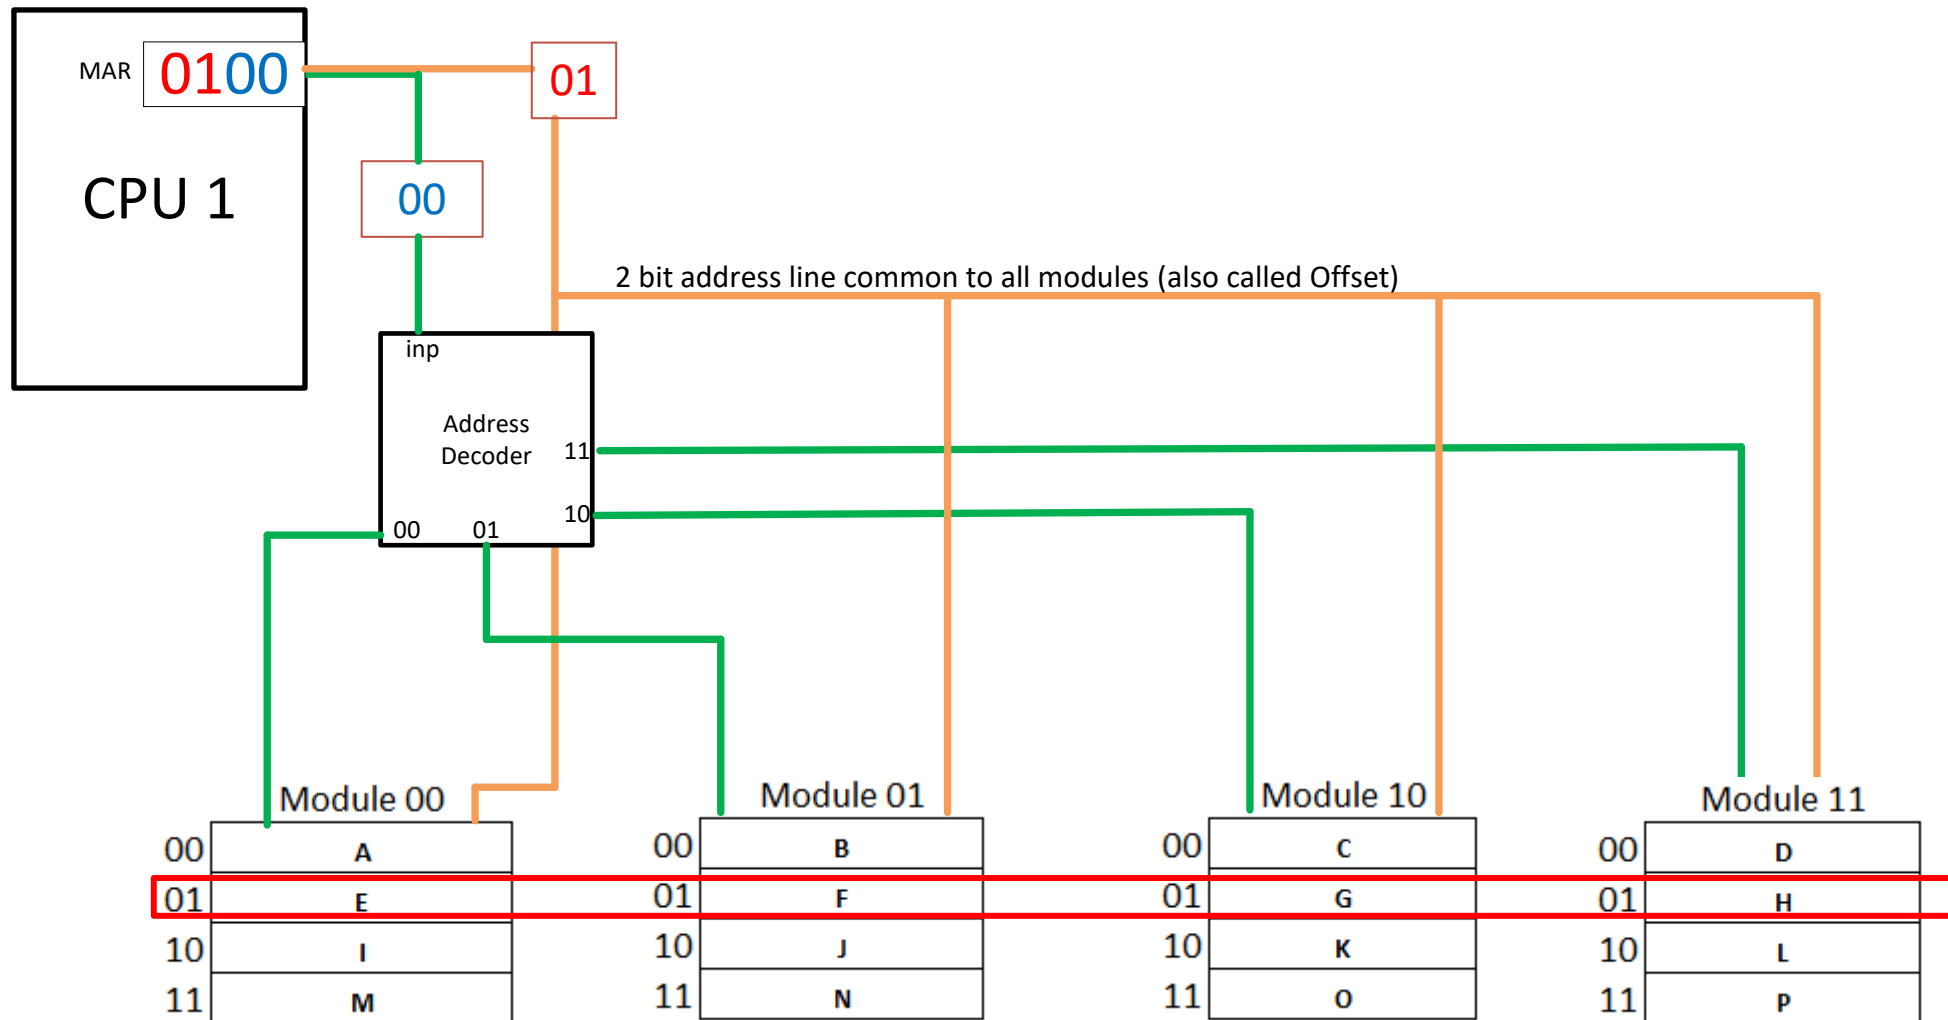 MAR 0100 01
CPU 1 00
2 bit address line common to all modules (also called Offset)
inp
Address
Decoder 11
10
00 01
Module 00 Module 01 Module 10 Module 11
00 A 00 B 00 C 00 D
01 E 01 F 01 G 01 H
10 I 10 J 10 K 10 L
11 M 11 N 11 O 11 P